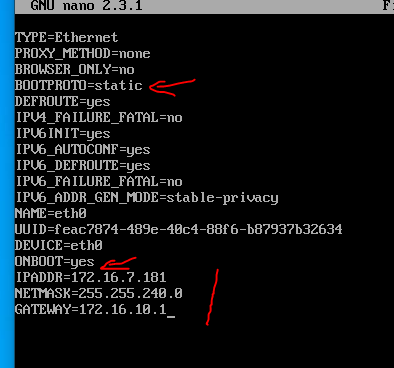 GNU nano 2.3.1 F
TYPE=Ethernet
PROXY_METHOD=none
BROWSER_ONLY=no
BOOTPROTO=static
DEFROUTE=yes
IPV4_FAILURE_FATAL=no
IPV6INIT=yes
IPV6_AUTOCONF=yes
IPV6_DEFROUTE=yes
IPV6_FAILURE_FATAL=no
IPV6_ADDR_GEN_MODE=stable-privacy
NAME=eth0
UUID=feac7874-489e-40c4-88f6-b87937b32634
DEVICE=eth0
ONBOOT=yes
IPADDR=172.16.7.181
NETMASK=255.255.240.0
GATEWAY=172.16.10.1_